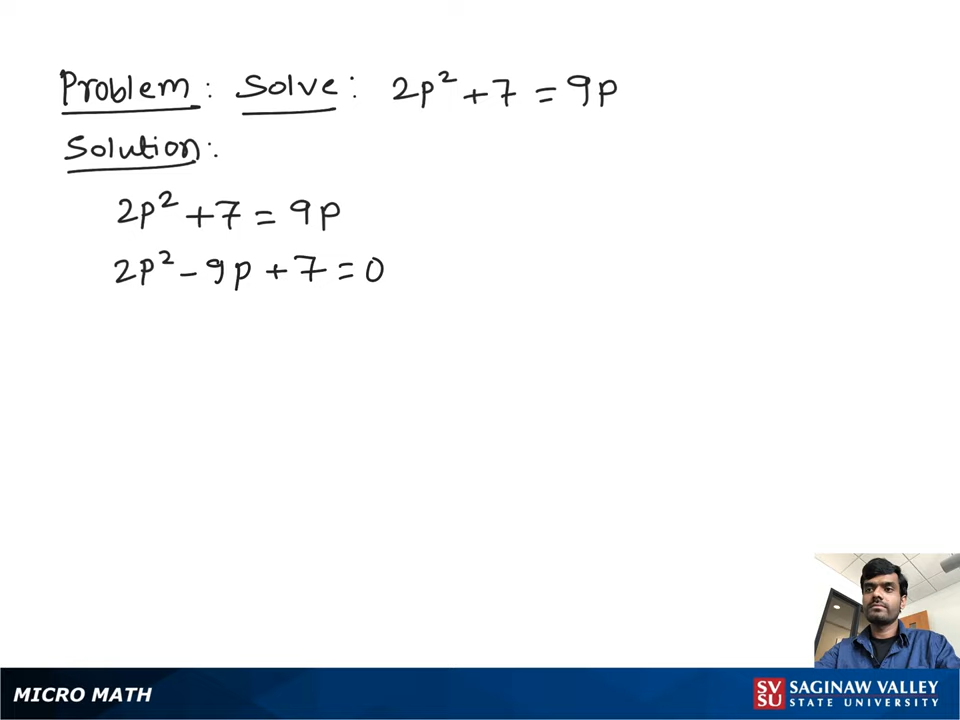 Problem: Solve: 2p² + 7 = 9p
Solution:
2p² + 7 = 9p
2p² - 9p + 7 = 0
MICRO MATH
SV SU SAGINAW VALLEY
STATE UNIVERSITY